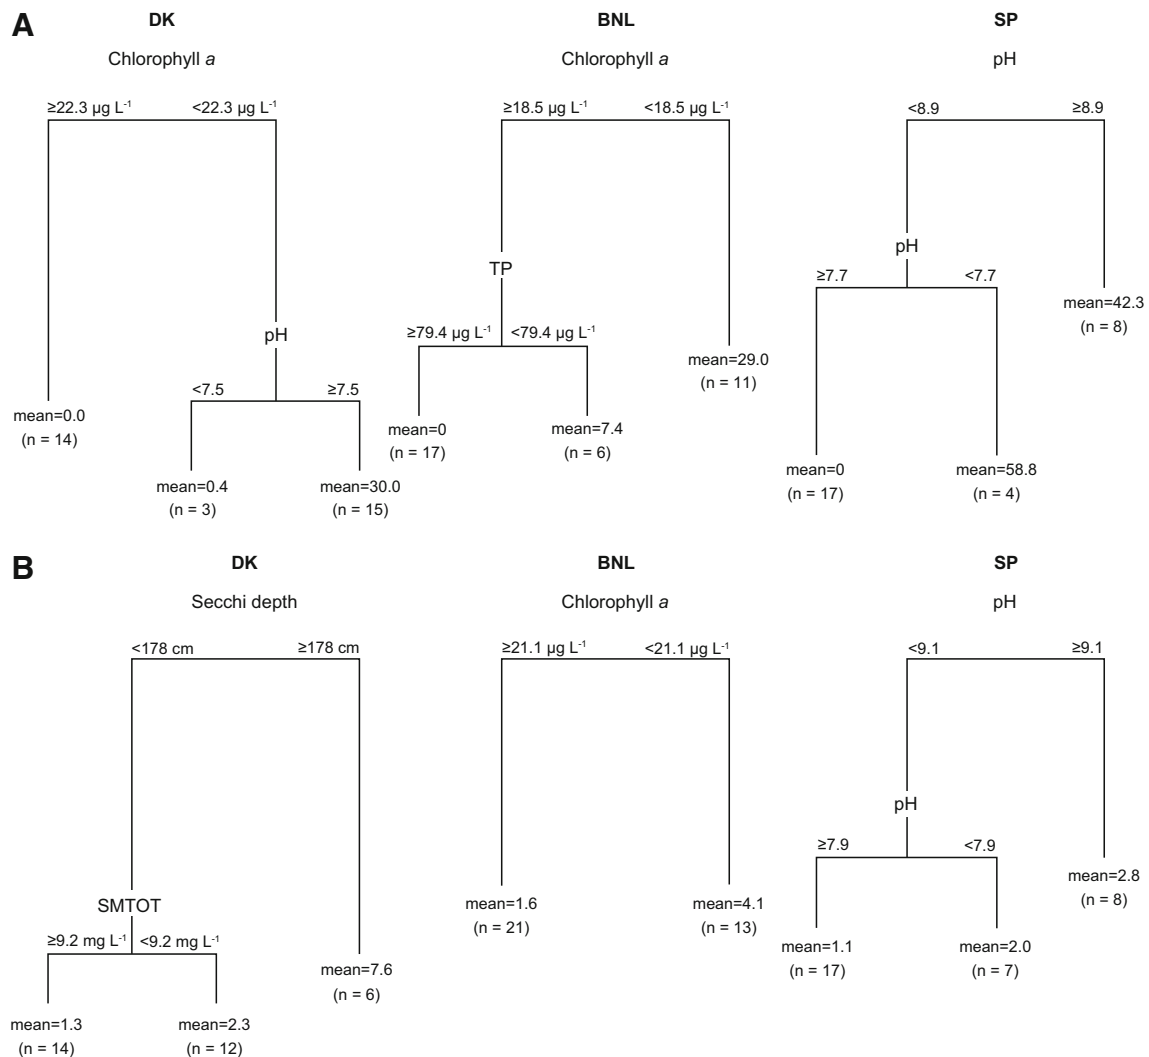 A
DK
BNL
SP
Chlorophyll a
Chlorophyll a
pH
≥22.3 µg L-1
<22.3 µg L-1
≥18.5 µg L-1
<18.5 µg L-1
<8.9
≥8.9
pH
TP
≥7.7
<7.7
mean=42.3
(n = 8)
pH
≥79.4 µg L-1
<79.4 µg L-1
mean=29.0
(n = 11)
<7.5
≥7.5
mean=0.0
(n = 14)
mean=0
(n = 17)
mean=7.4
(n = 6)
mean=0
(n = 17)
mean=58.8
(n = 4)
mean=0.4
(n = 3)
mean=30.0
(n = 15)
B
DK
BNL
SP
Secchi depth
Chlorophyll a
pH
<178 cm
≥178 cm
≥21.1 µg L-1
<21.1 µg L-1
<9.1
≥9.1
pH
≥7.9
<7.9
mean=2.8
(n = 8)
SMTOT
mean=1.6
(n = 21)
mean=4.1
(n = 13)
≥9.2 mg L-1
<9.2 mg L-1
mean=1.1
(n = 17)
mean=2.0
(n = 7)
mean=7.6
(n = 6)
mean=1.3
(n = 14)
mean=2.3
(n = 12)